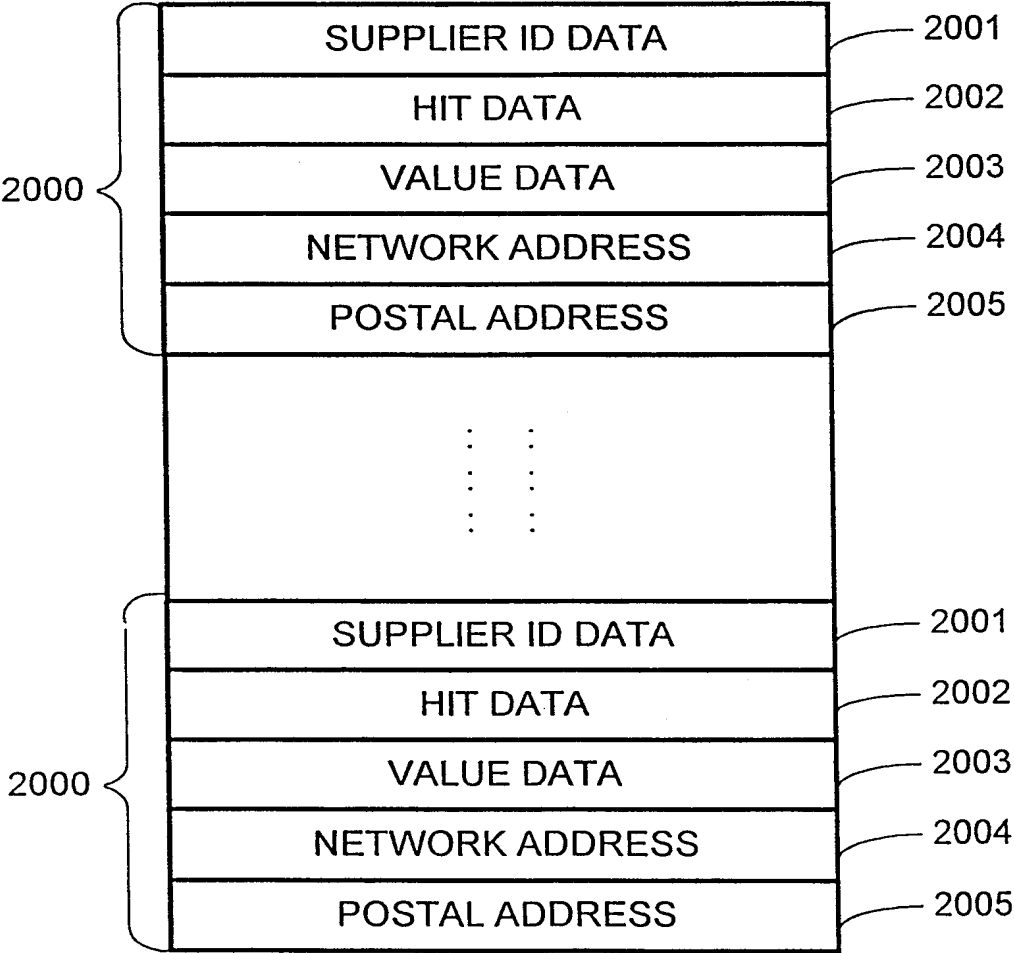 SUPPLIER ID DATA 2001
HIT DATA 2002
VALUE DATA 2003
2000
NETWORK ADDRESS 2004
POSTAL ADDRESS 2005
SUPPLIER ID DATA 2001
HIT DATA 2002
VALUE DATA 2003
2000
NETWORK ADDRESS 2004
POSTAL ADDRESS 2005